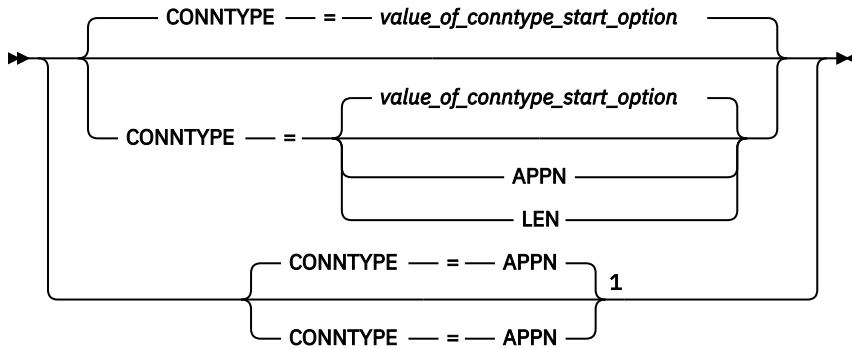 CONNTYPE = value_of_conntype_start_option
value_of_conntype_start_option
CONNTYPE =
APPN
LEN
CONNTYPE = APPN
1
CONNTYPE = APPN